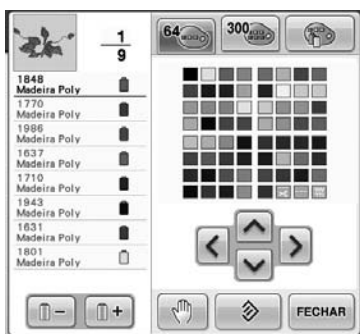 1
9
64
300
1848
Madeira Poly
1770
Madeira Poly
1986
Madeira Poly
1637
Madeira Poly
1710
Madeira Poly
1943
Madeira Poly
1631
Madeira Poly
1801
Madeira Poly
FECHAR